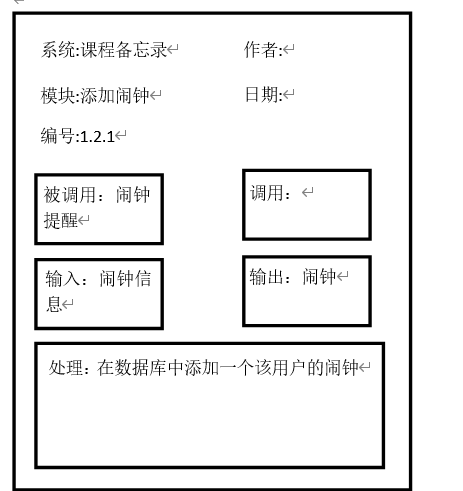 系统:课程备忘录
作者:
模块:添加闹钟
日期:
编号:1.2.1
被调用：闹钟
提醒
调用：
输入：闹钟信
息
输出：闹钟
处理：在数据库中添加一个该用户的闹钟